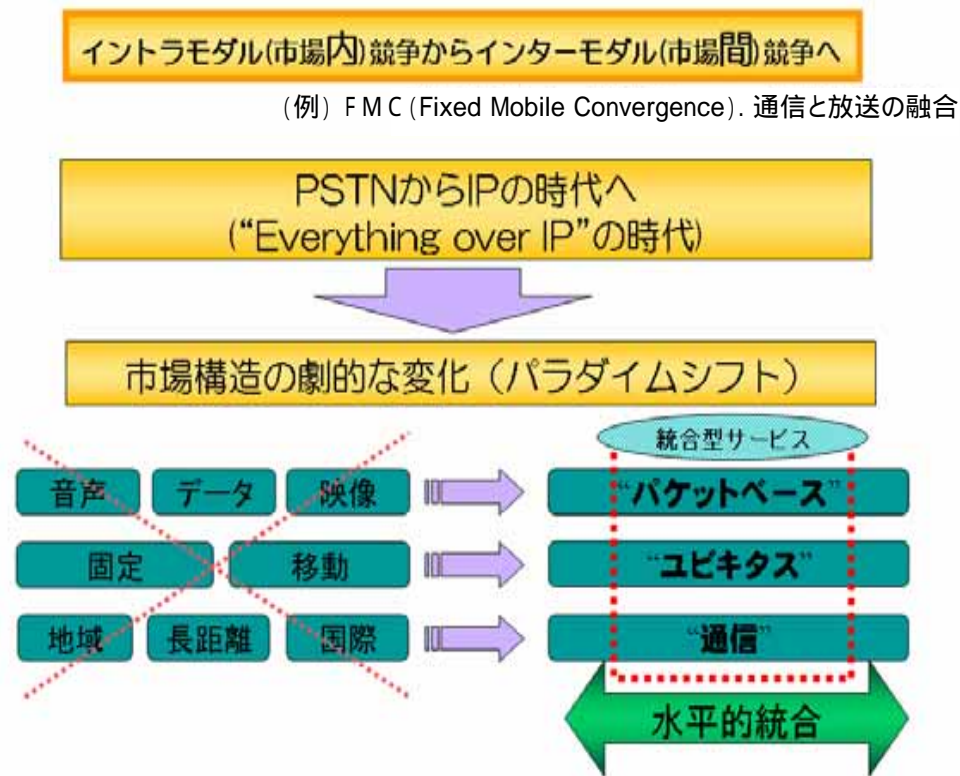 イントラモダル(市場内)競争からインターモダル(市場間)競争へ
(例) FMC(Fixed Mobile Convergence). 通信と放送の融合
PSTNからIPの時代へ
("Everything over IP"の時代)
市場構造の劇的な変化（パラダイムシフト）
統合型サービス
音声 データ 映像 "パケットベース"
固定 移動 "ユビキタス"
地域 長距離 国際 "通信"
水平的統合